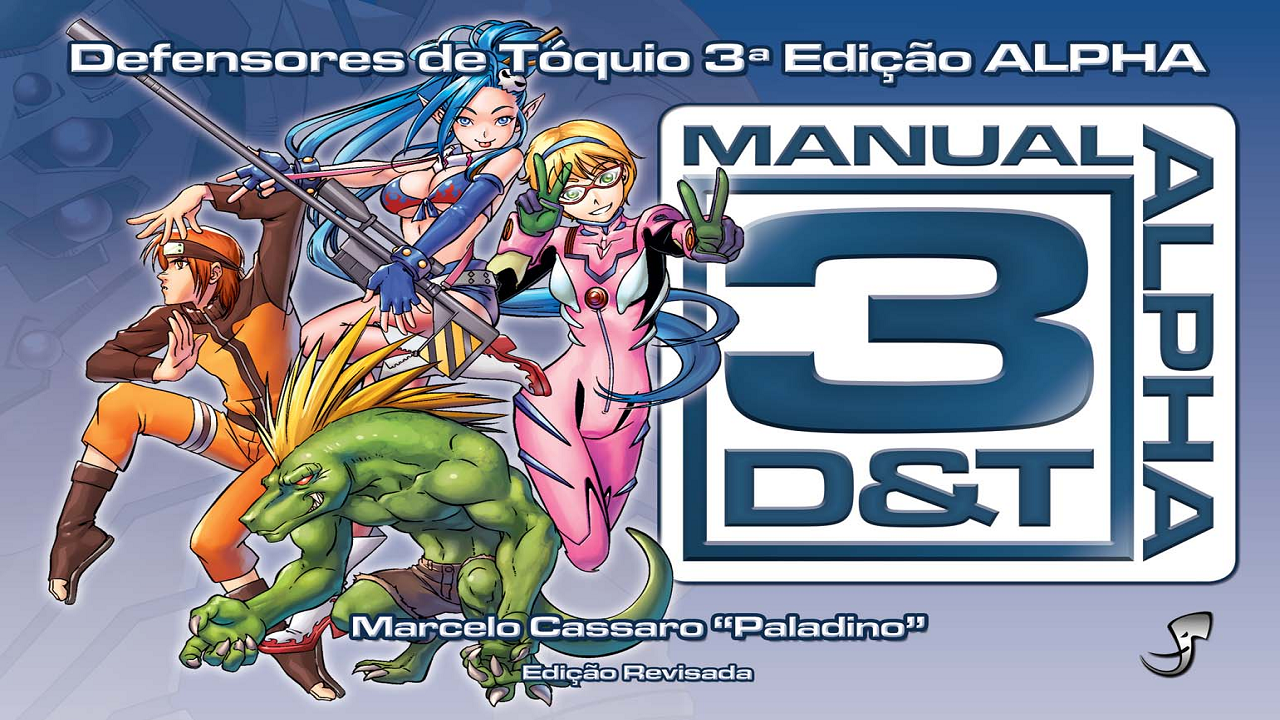 Defensores de Tóquio 3ª Edição ALPHA
MANUAL
ALPHA
3
D&T
Marcelo Cassaro “Paladino”
Edição Revisada